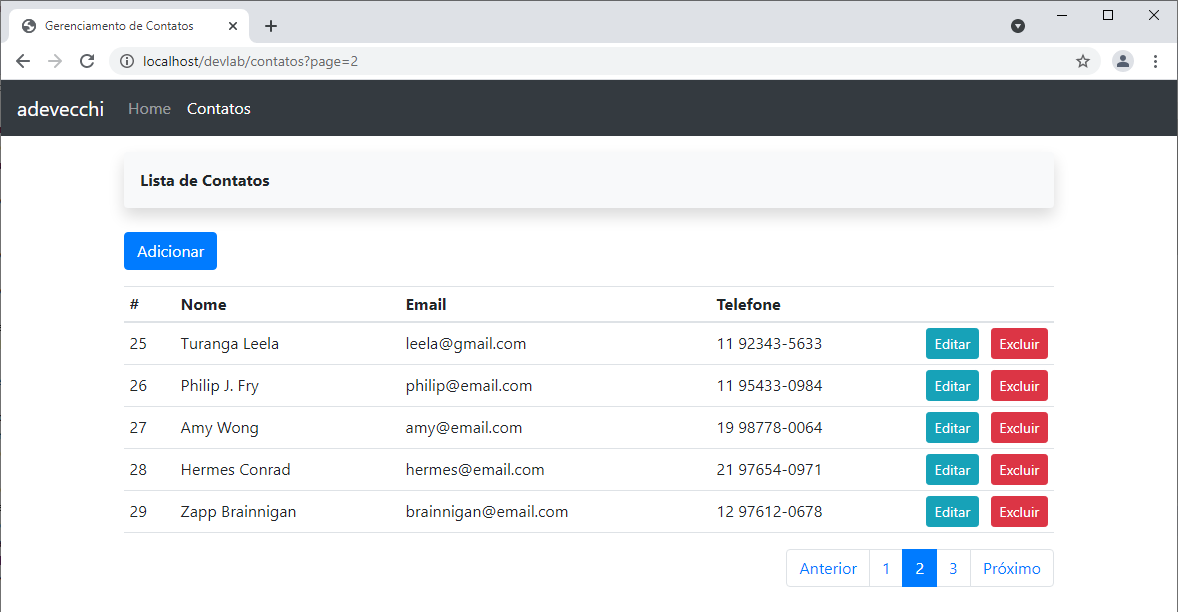 Gerenciamento de Contatos
localhost/devlab/contatos?page=2
adevecchi Home Contatos
Lista de Contatos
Adicionar
# Nome Email Telefone
25 Turanga Leela leela@gmail.com 11 92343-5633 Editar Excluir
26 Philip J. Fry philip@email.com 11 95433-0984 Editar Excluir
27 Amy Wong amy@email.com 19 98778-0064 Editar Excluir
28 Hermes Conrad hermes@email.com 21 97654-0971 Editar Excluir
29 Zapp Brainnigan brainnigan@email.com 12 97612-0678 Editar Excluir
Anterior 1 2 3 Próximo